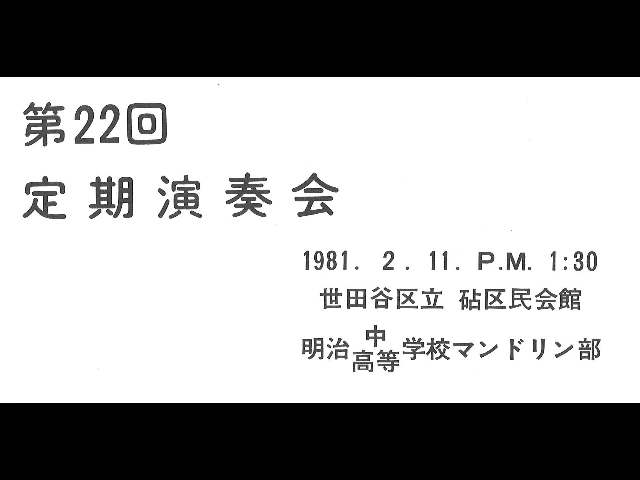 第22回
定期演奏会
1981. 2. 11. P.M. 1:30
世田谷区立 砧区民会館
明治中高等学校マンドリン部